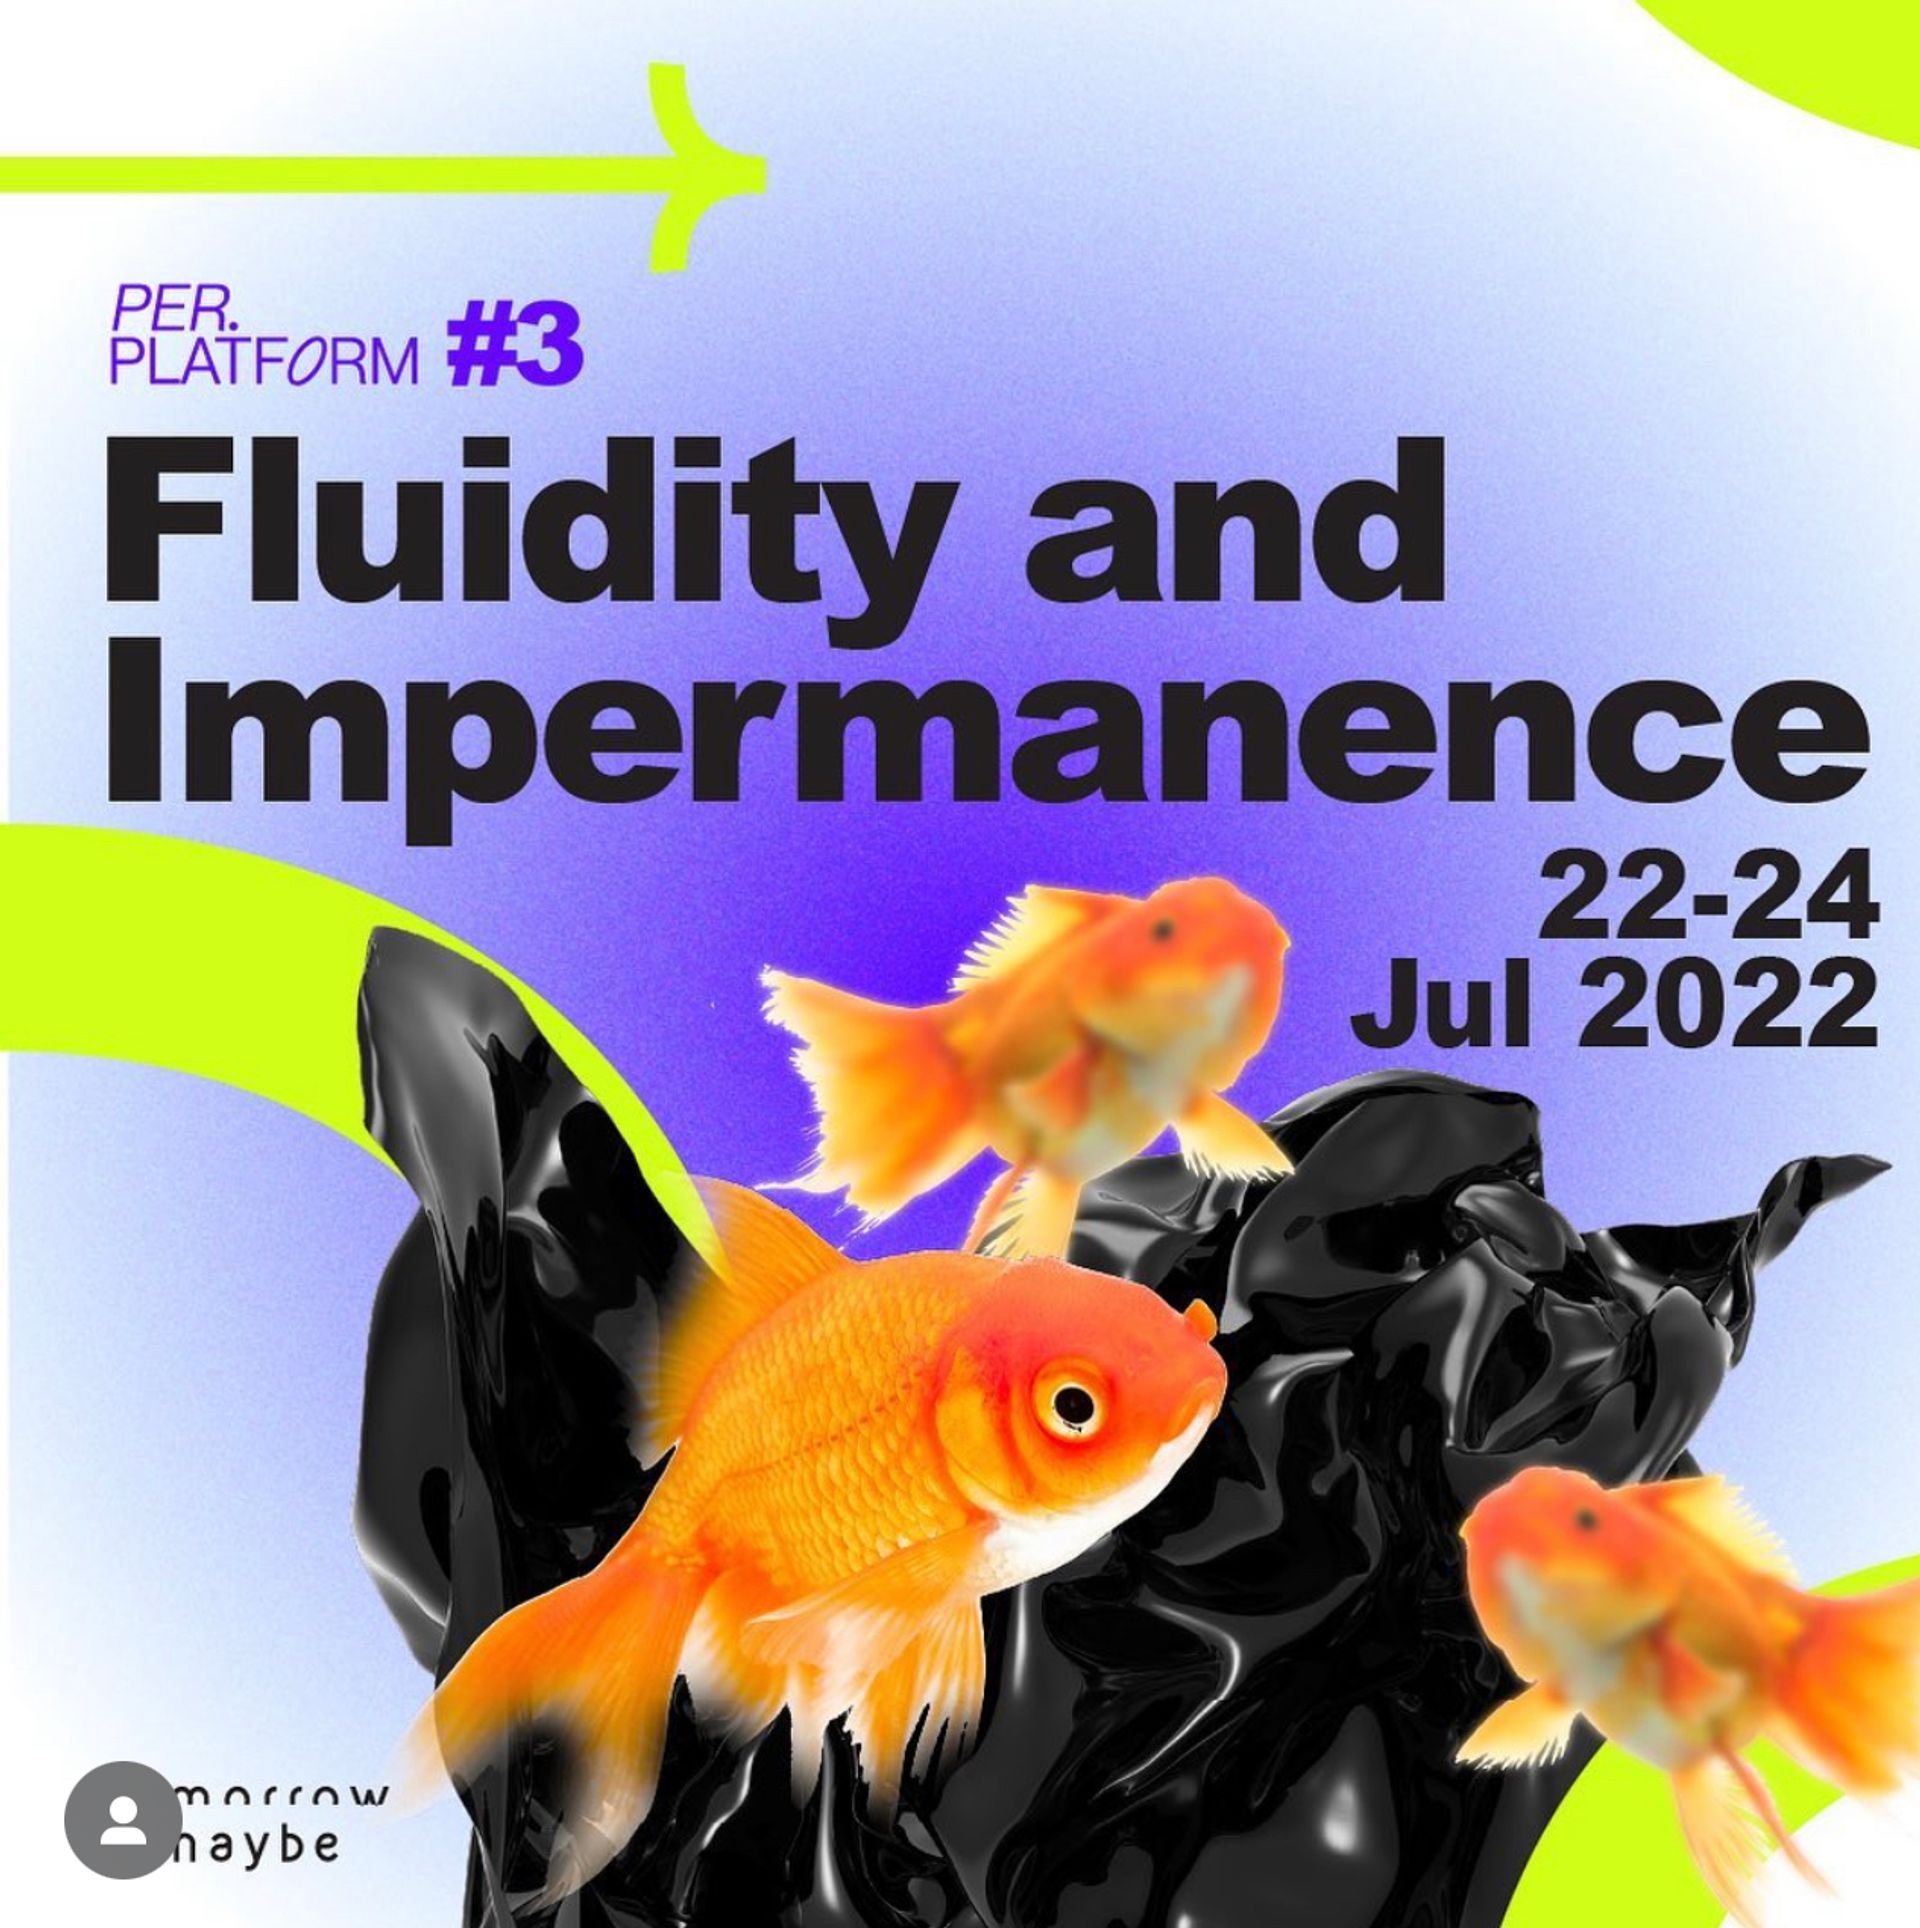 PER.
PLATFORM #3
Fluidity and
Impermanence
22-24
Jul 2022